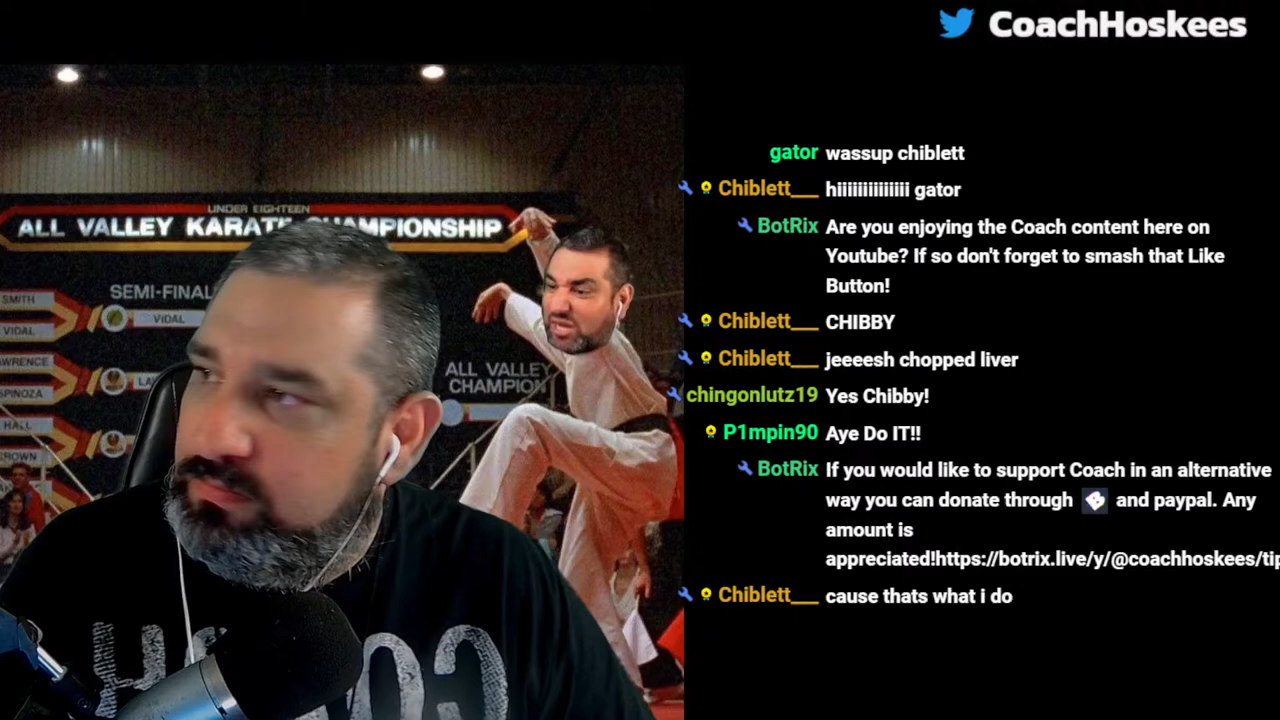 CoachHoskees
UNDER EIGHTEEN
ALL VALLEY KARATE CHAMPIONSHIP
SEMI-FINAL
SMITH
VIDAL
VIDAL
SPINOZA
HALL
ALL VALLEY
CHAMPION
gator wassup chiblett
Chiblett___ hiiiiiiiiiiiiii gator
BotRix Are you enjoying the Coach content here on
Youtube? If so don't forget to smash that Like
Button!
Chiblett___ CHIBBY
Chiblett___ jeeeesh chopped liver
chingonlutz19 Yes Chibby!
P1mpin90 Aye Do IT!!
BotRix If you would like to support Coach in an alternative
way you can donate through and paypal. Any
amount is
appreciated!https://botrix.live/y/@coachhoskees/tip
Chiblett___ cause thats what i do